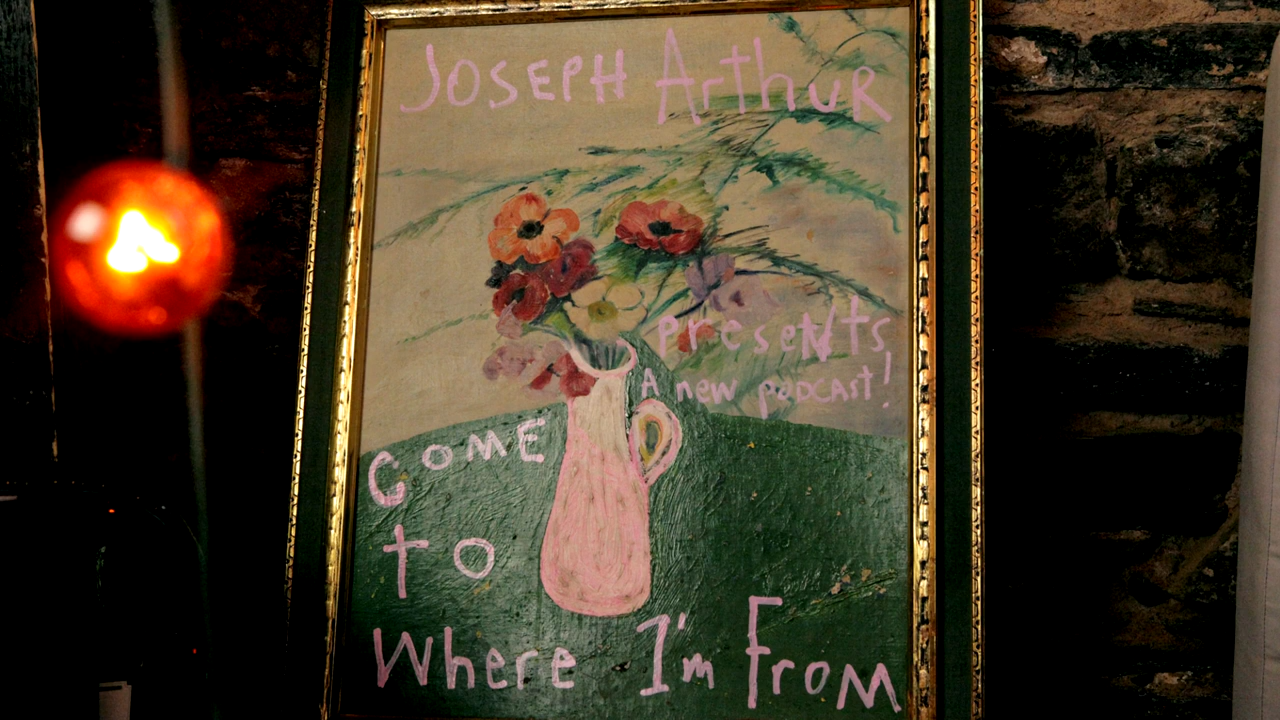 JOSEPH ArthuR
preseNts
A new podcast!
COME
to
Where I'm From